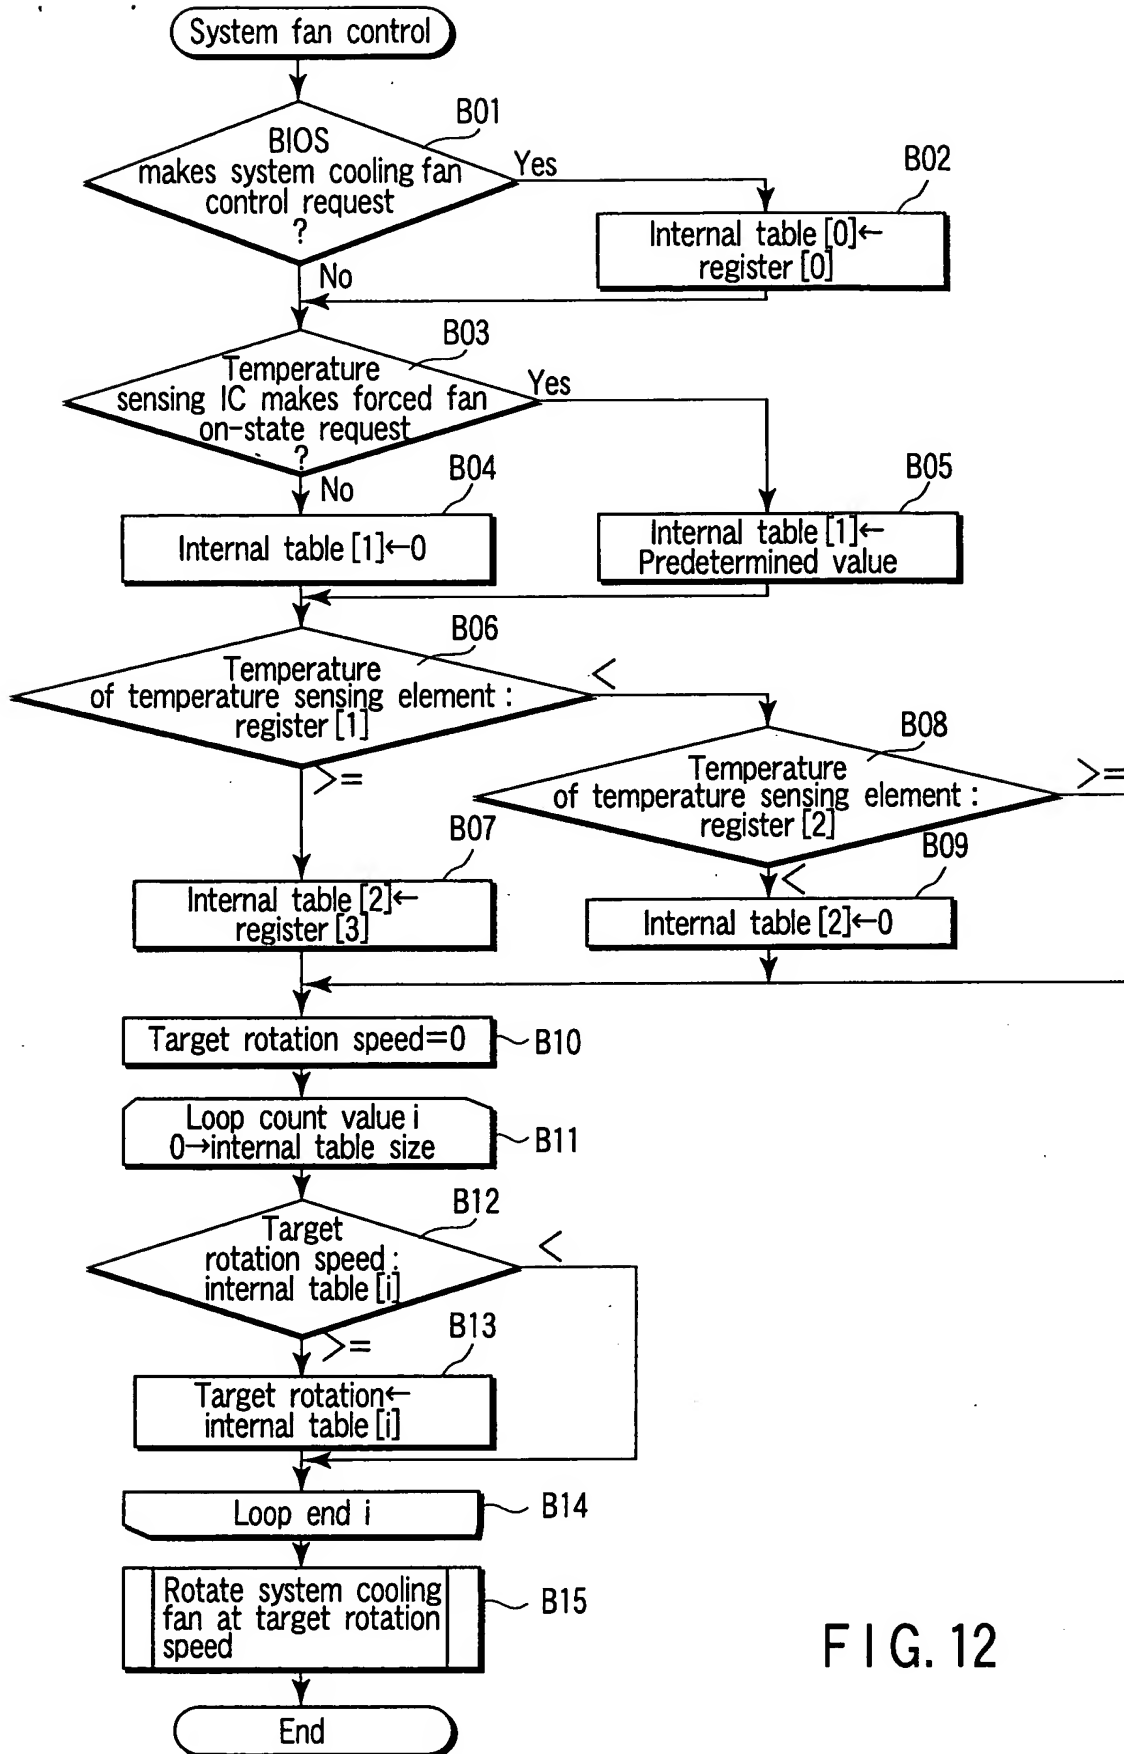 System fan control
B01
BIOS
makes system cooling fan
control request
?
Yes
No
B02
Internal table [0]←
register [0]
B03
Temperature
sensing IC makes forced fan
on-state request
?
Yes
No
B04
Internal table [1]←0
B05
Internal table [1]←
Predetermined value
B06
Temperature
of temperature sensing element :
register [1]
<
>=
B08
Temperature
of temperature sensing element :
register [2]
>=
<
B07
Internal table [2]←
register [3]
B09
Internal table [2]←0
Target rotation speed=0
B10
Loop count value i
0→internal table size
B11
B12
Target
rotation speed :
internal table [i]
<
>=
B13
Target rotation←
internal table [i]
Loop end i
B14
Rotate system cooling
fan at target rotation
speed
B15
End
FIG. 12